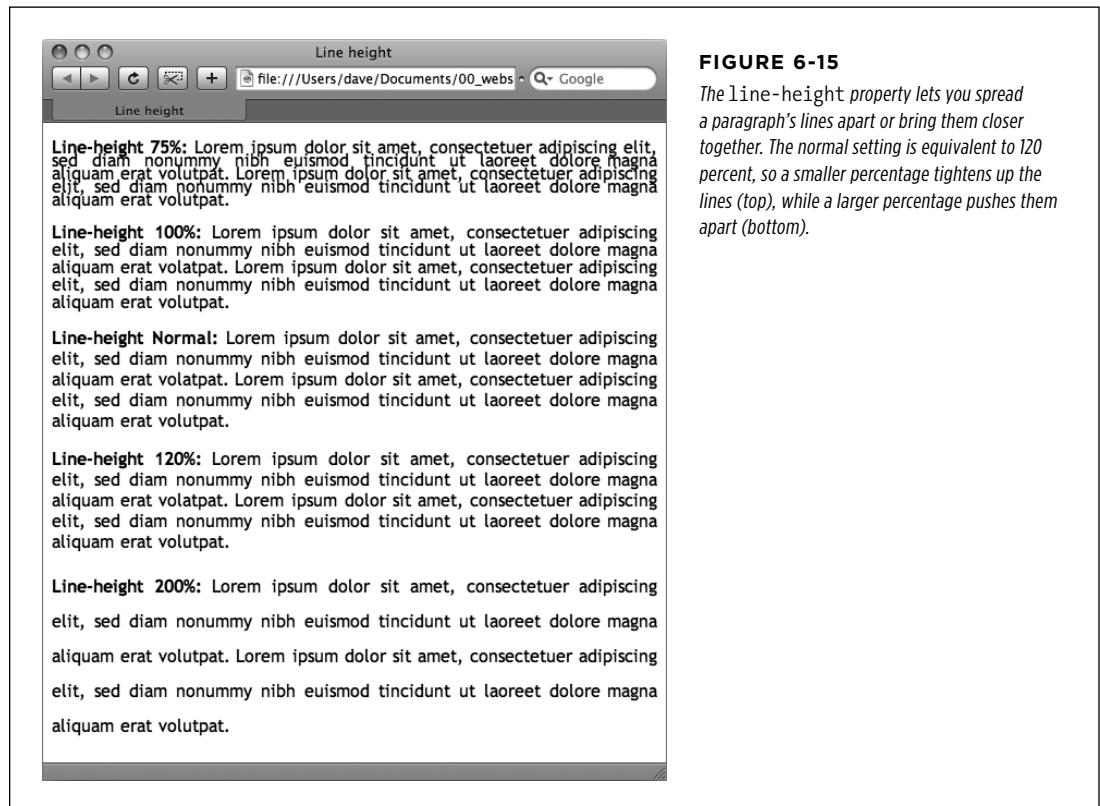 Line height
file:///Users/dave/Documents/00_webs
Google
Line height
Line-height 75%: Lorem ipsum dolor sit amet, consectetuer adipiscing elit,
sed diam nonummy nibh euismod tincidunt ut laoreet dolore magna
aliquam erat volutpat. Lorem ipsum dolor sit amet, consectetuer adipiscing
elit, sed diam nonummy nibh euismod tincidunt ut laoreet dolore magna
aliquam erat volutpat.
Line-height 100%: Lorem ipsum dolor sit amet, consectetuer adipiscing
elit, sed diam nonummy nibh euismod tincidunt ut laoreet dolore magna
aliquam erat volatpat. Lorem ipsum dolor sit amet, consectetuer adipiscing
elit, sed diam nonummy nibh euismod tincidunt ut laoreet dolore magna
aliquam erat volutpat.
Line-height Normal: Lorem ipsum dolor sit amet, consectetuer adipiscing
elit, sed diam nonummy nibh euismod tincidunt ut laoreet dolore magna
aliquam erat volatpat. Lorem ipsum dolor sit amet, consectetuer adipiscing
elit, sed diam nonummy nibh euismod tincidunt ut laoreet dolore magna
aliquam erat volutpat.
Line-height 120%: Lorem ipsum dolor sit amet, consectetuer adipiscing
elit, sed diam nonummy nibh euismod tincidunt ut laoreet dolore magna
aliquam erat volatpat. Lorem ipsum dolor sit amet, consectetuer adipiscing
elit, sed diam nonummy nibh euismod tincidunt ut laoreet dolore magna
aliquam erat volutpat.
Line-height 200%: Lorem ipsum dolor sit amet, consectetuer adipiscing
elit, sed diam nonummy nibh euismod tincidunt ut laoreet dolore magna
aliquam erat volutpat. Lorem ipsum dolor sit amet, consectetuer adipiscing
elit, sed diam nonummy nibh euismod tincidunt ut laoreet dolore magna
aliquam erat volutpat.
FIGURE 6-15
The line-height property lets you spread
a paragraph's lines apart or bring them closer
together. The normal setting is equivalent to 120
percent, so a smaller percentage tightens up the
lines (top), while a larger percentage pushes them
apart (bottom).